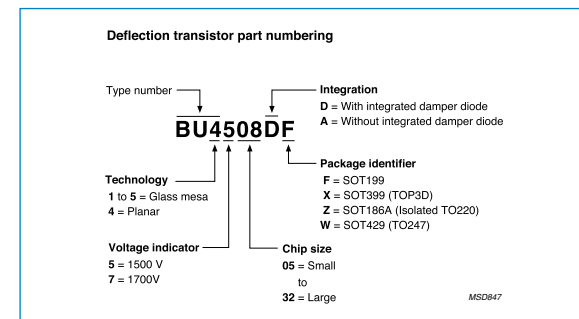 Deflection transistor part numbering
Type number
Integration
D = With integrated damper diode
A = Without integrated damper diode
BU4508DF
Technology
1 to 5 = Glass mesa
4 = Planar
Package identifier
F = SOT199
X = SOT399 (TOP3D)
Z = SOT186A (Isolated TO220)
W = SOT429 (TO247)
Voltage indicator
5 = 1500 V
7 = 1700V
Chip size
05 = Small
to
32 = Large
MSD847